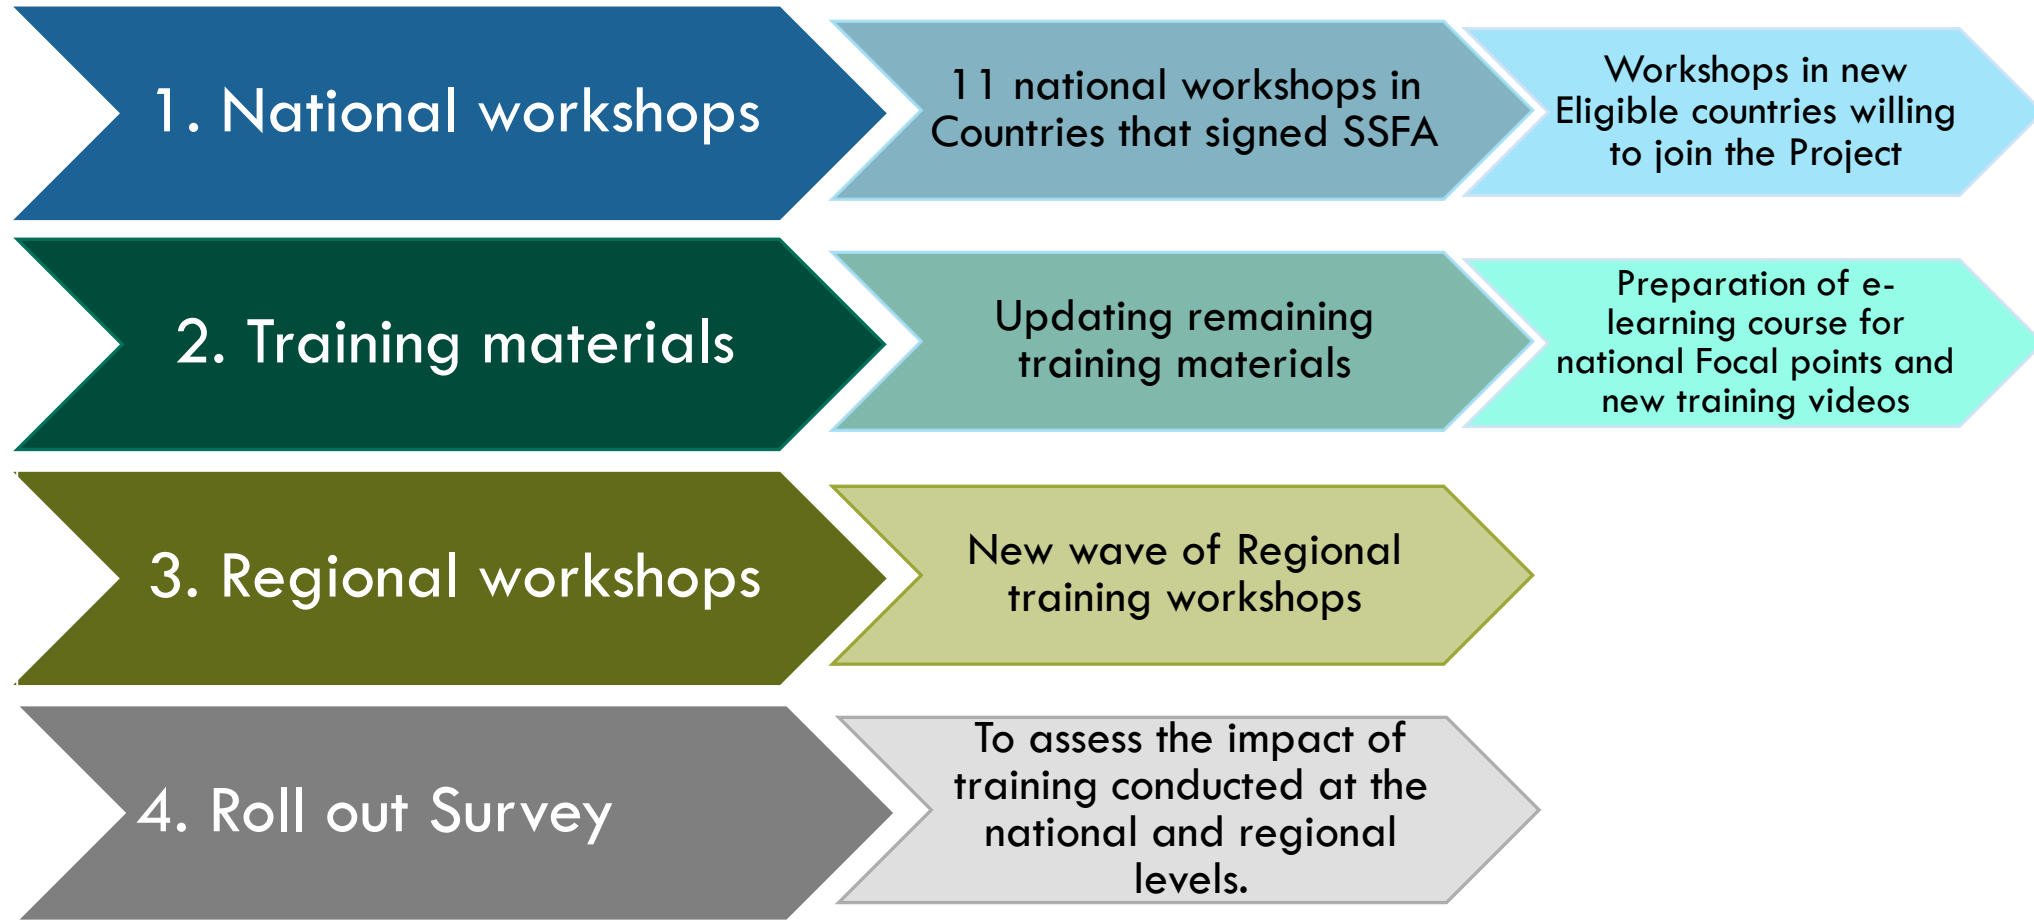 1. National workshops
11 national workshops in
Countries that signed SSFA
Workshops in new
Eligible countries willing
to join the Project
2. Training materials
Updating remaining
training materials
Preparation of e-
learning course for
national Focal points and
new training videos
3. Regional workshops
New wave of Regional
training workshops
4. Roll out Survey
To assess the impact of
training conducted at the
national and regional
levels.